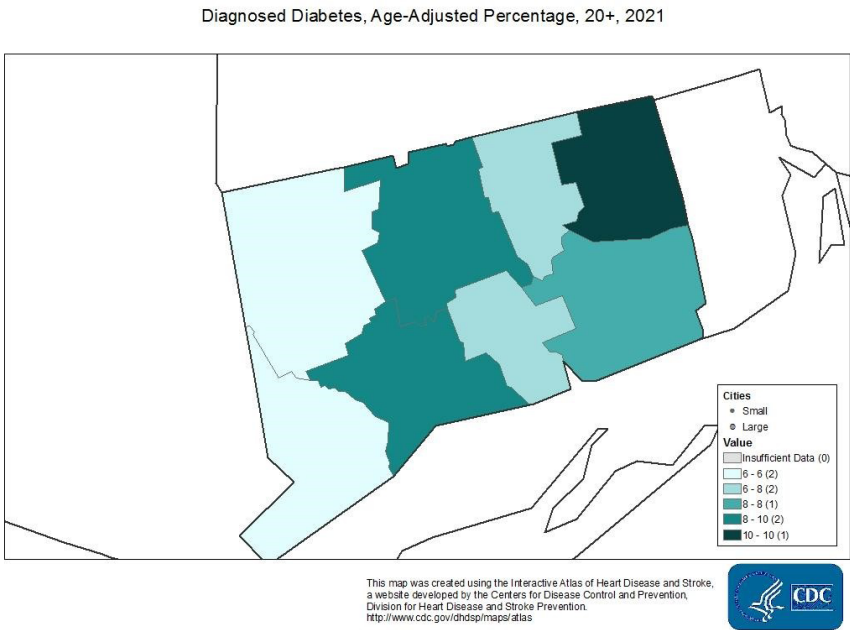 Diagnosed Diabetes, Age-Adjusted Percentage, 20+, 2021
Cities
Small
Large
Value
Insufficient Data (0)
6 - 6 (2)
6 - 8 (2)
8 - 8 (1)
8 - 10 (2)
10 - 10 (1)
This map was created using the Interactive Atlas of Heart Disease and Stroke,
a website developed by the Centers for Disease Control and Prevention,
Division for Heart Disease and Stroke Prevention.
http://www.cdc.gov/dhdsp/maps/atlas
CDC